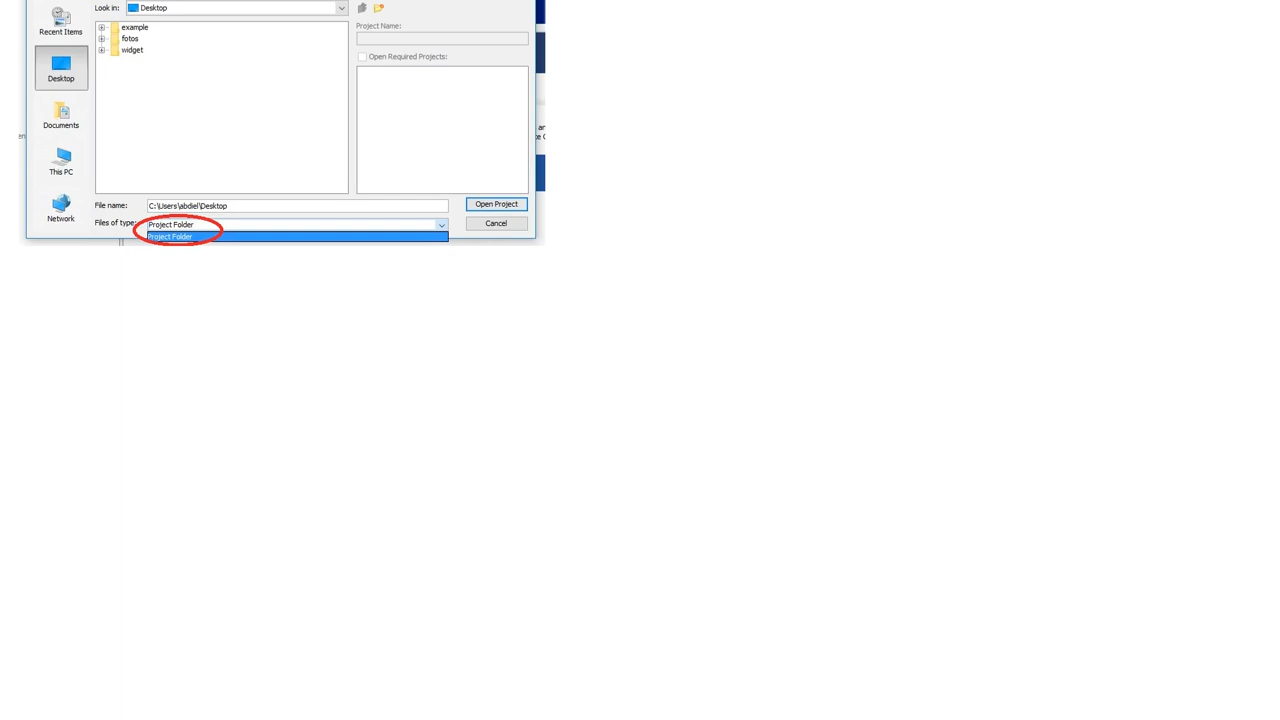 Look in: Desktop
Recent Items
example
fotos
widget
Project Name:
Open Required Projects:
Desktop
Documents
This PC
Network
File name: C:\Users\abdiel\Desktop
Open Project
Files of type: Project Folder
Project Folder
Cancel